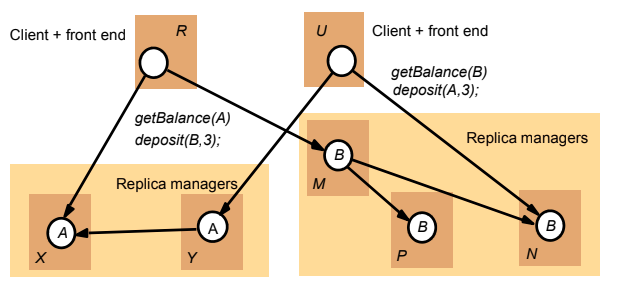 Client + front end
R
U
Client + front end
getBalance(B)
deposit(A,3);
getBalance(A)
deposit(B,3);
Replica managers
B
M
Replica managers
A
X
A
Y
B
P
B
N